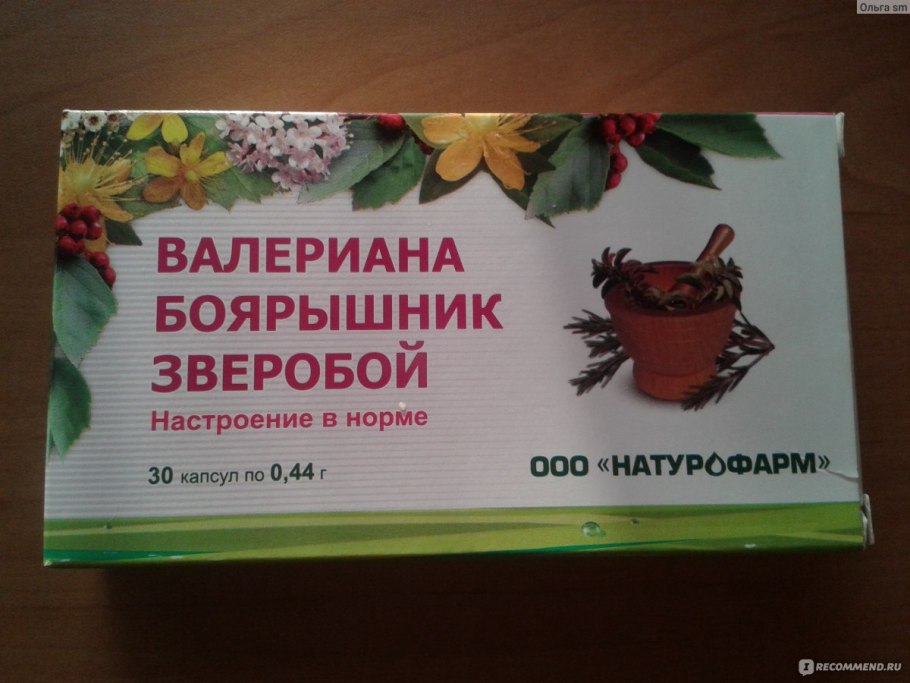 Ольга sm
ВАЛЕРИАНА
БОЯРЫШНИК
ЗВЕРОБОЙ
Настроение в норме
30 капсул по 0,44 г
ООО «НАТУРОФАРМ»
IRECOMMEND.RU